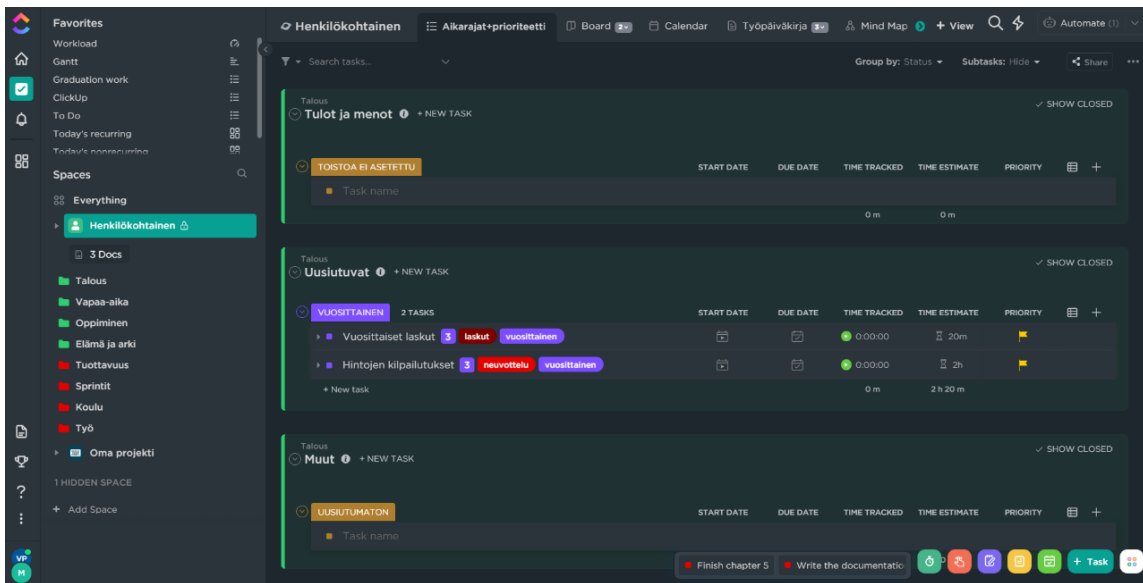 Favorites
Workload
Gantt
Graduation work
ClickUp
To Do
Today's recurring
Today's nonrecurring
Spaces
Everything
Henkilökohtainen
3 Docs
Talous
Vapaa-aika
Oppiminen
Elämä ja arki
Tuottavuus
Sprintit
Koulu
Työ
Oma projekti
1 HIDDEN SPACE
+ Add Space
VP
M
Henkilökohtainen Aikarajat+prioriteetti Board 2 Calendar Työpäiväkirja 3 Mind Map + View Automate (1)
Search tasks... Group by: Status Subtasks: Hide Share
Talous SHOW CLOSED
Tulot ja menot + NEW TASK
TOISTOA EI ASETETTU START DATE DUE DATE TIME TRACKED TIME ESTIMATE PRIORITY
Task name
0 m 0 m
Talous SHOW CLOSED
Uusiutuvat + NEW TASK
VUOSITTAINEN 2 TASKS START DATE DUE DATE TIME TRACKED TIME ESTIMATE PRIORITY
Vuosittaiset laskut 3 laskut vuosittainen 0:00:00 20m
Hintojen kilpailutukset 3 neuvottelu vuosittainen 0:00:00 2h
+ New task 0 m 2 h 20 m
Talous SHOW CLOSED
Muut + NEW TASK
UUSIUTUMATON START DATE DUE DATE TIME TRACKED TIME ESTIMATE PRIORITY
Task name
Finish chapter 5 Write the documentatio + Task